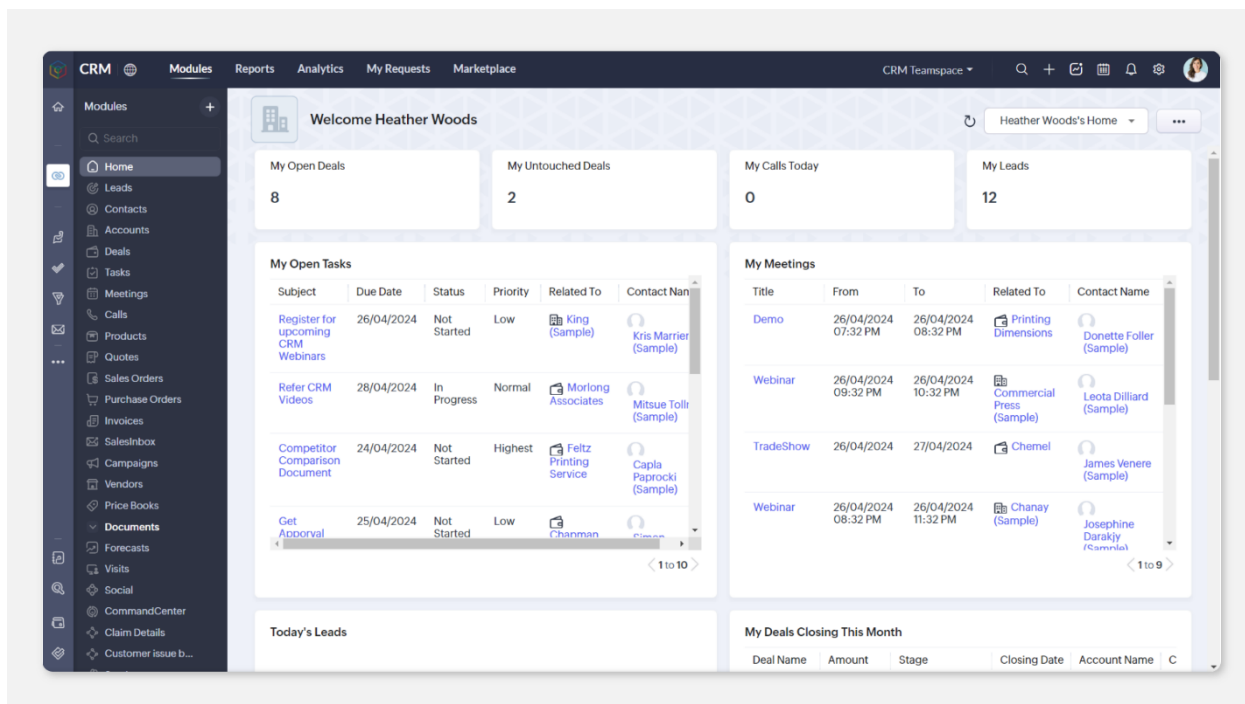 CRM Modules Reports Analytics My Requests Marketplace CRM Teamspace
Modules +
Search
Home
Leads
Contacts
Accounts
Deals
Tasks
Meetings
Calls
Products
Quotes
Sales Orders
Purchase Orders
Invoices
SalesInbox
Campaigns
Vendors
Price Books
Documents
Forecasts
Visits
Social
CommandCenter
Claim Details
Customer issue b...
Welcome Heather Woods
Heather Woods's Home
My Open Deals
8
My Untouched Deals
2
My Calls Today
0
My Leads
12
My Open Tasks
Subject Due Date Status Priority Related To Contact Nam
Register for 26/04/2024 Not Low King
upcoming Started (Sample) Kris Marrier
CRM (Sample)
Webinars
Refer CRM 28/04/2024 In Normal Morlong
Videos Progress Associates Mitsue Tollr
(Sample)
Competitor 24/04/2024 Not Highest Feltz
Comparison Started Printing Capla
Document Service Paprocki
(Sample)
Get 25/04/2024 Not Low
Apporval Started Chapman Simon
1 to 10
My Meetings
Title From To Related To Contact Name
Demo 26/04/2024 26/04/2024 Printing
07:32 PM 08:32 PM Dimensions Donette Foller
(Sample)
Webinar 26/04/2024 26/04/2024
09:32 PM 10:32 PM Commercial Leota Dilliard
Press (Sample)
(Sample)
TradeShow 26/04/2024 27/04/2024 Chemel
James Venere
(Sample)
Webinar 26/04/2024 26/04/2024 Chanay
08:32 PM 11:32 PM (Sample) Josephine
Darakjy
(Sample)
1 to 9
Today's Leads
My Deals Closing This Month
Deal Name Amount Stage Closing Date Account Name C